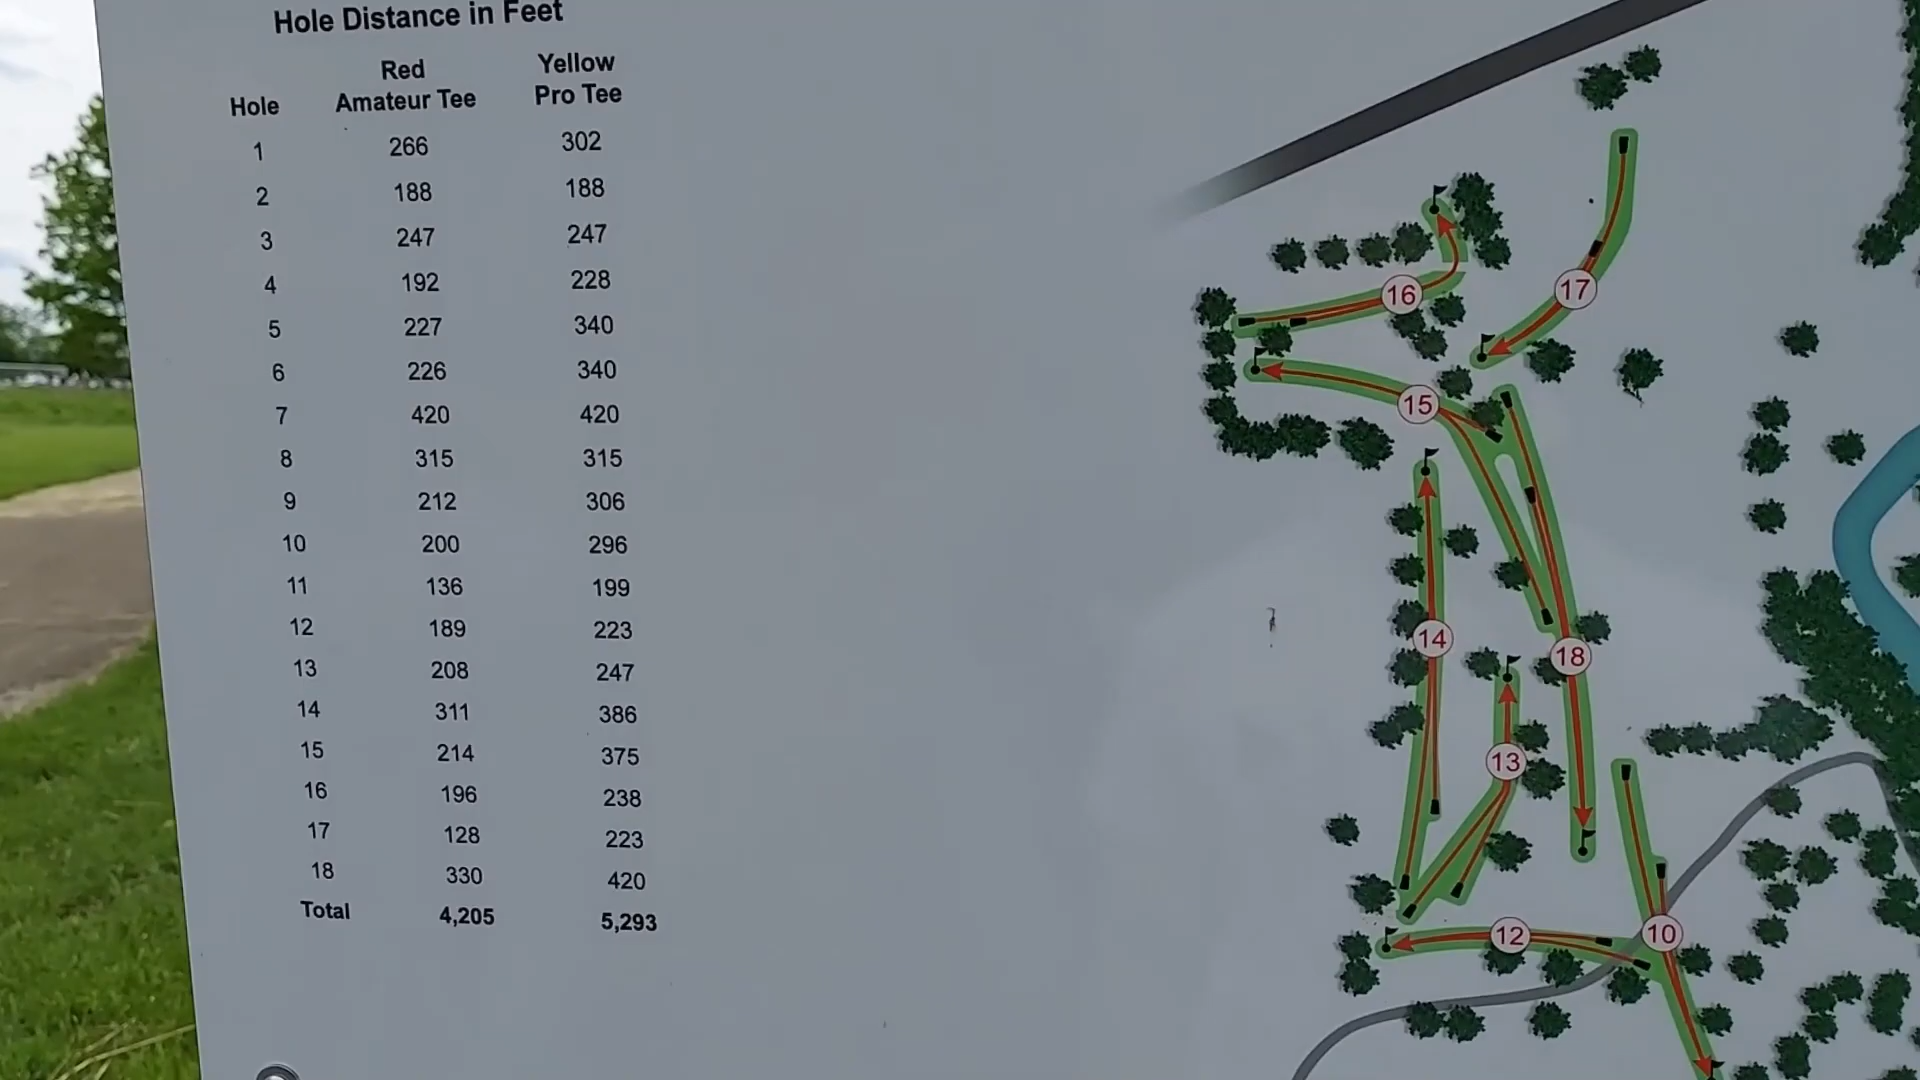 Hole Distance in Feet
Hole Red Amateur Tee Yellow Pro Tee
1 266 302
2 188 188
3 247 247
4 192 228
5 227 340
6 226 340
7 420 420
8 315 315
9 212 306
10 200 296
11 136 199
12 189 223
13 208 247
14 311 386
15 214 375
16 196 238
17 128 223
18 330 420
Total 4,205 5,293
16
17
15
14
18
13
12
10